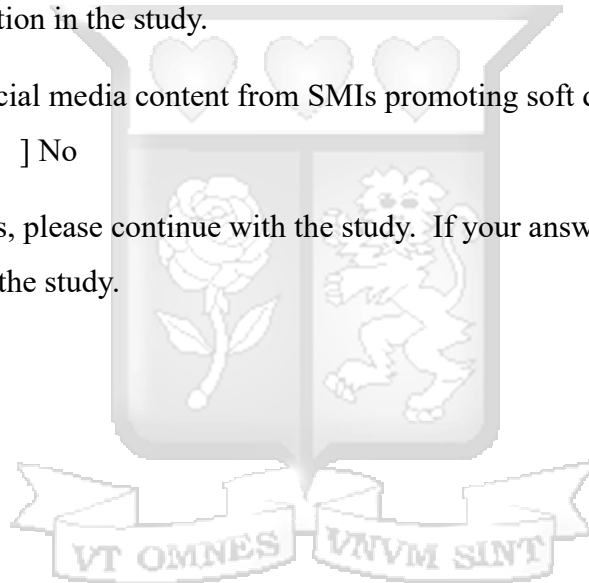 tion in the study.
cial media content from SMIs promoting soft
] No
s, please continue with the study. If your answ
the study.
VT OMNES VNVM SINT